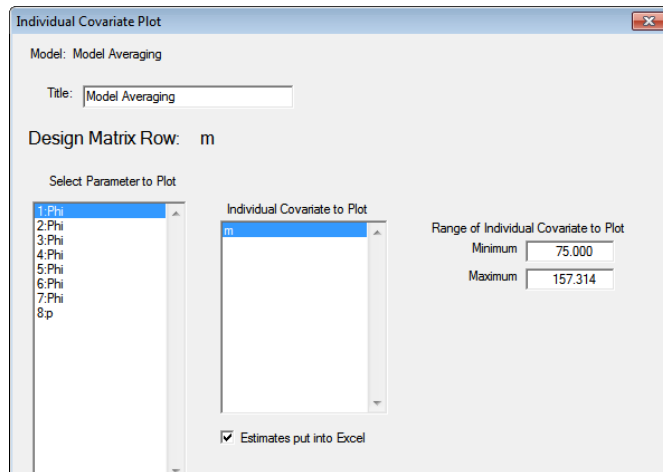 Individual Covariate Plot
Model: Model Averaging
Title: Model Averaging
Design Matrix Row: m
Select Parameter to Plot
1:Phi
2:Phi
3:Phi
4:Phi
5:Phi
6:Phi
7:Phi
8:p
Individual Covariate to Plot
m
Range of Individual Covariate to Plot
Minimum 75.000
Maximum 157.314
Estimates put into Excel